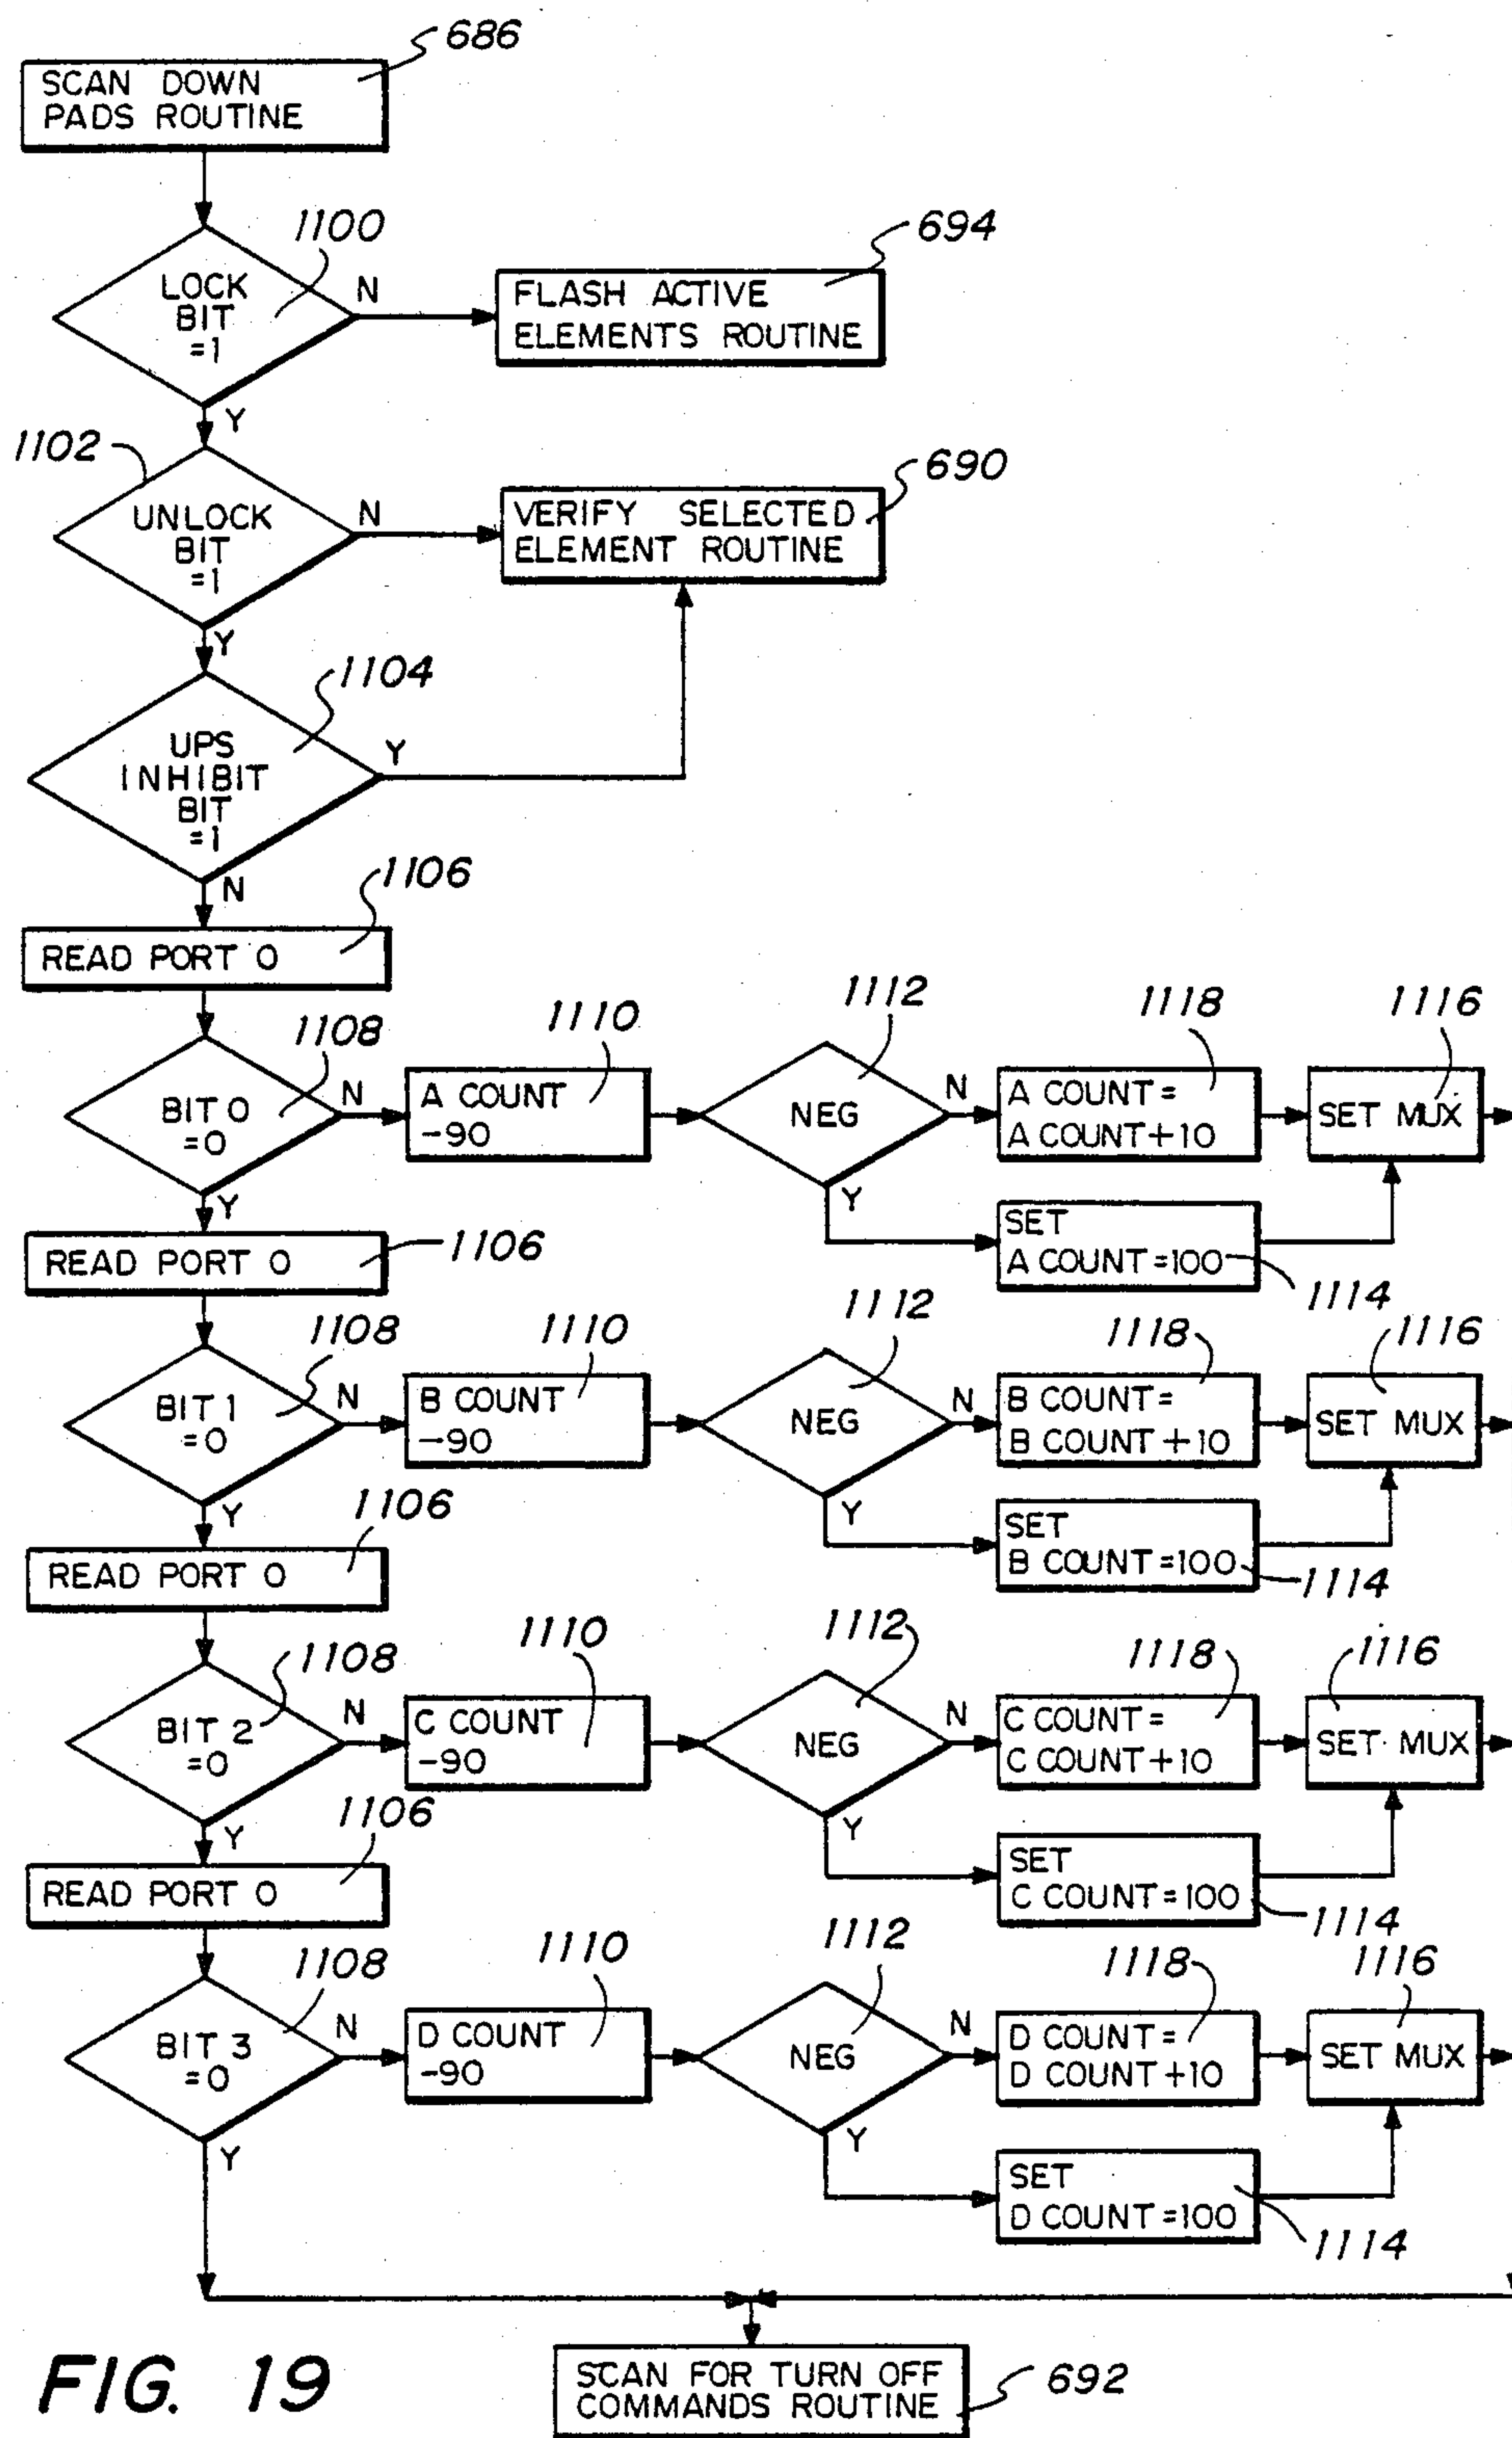 686
SCAN DOWN
PADS ROUTINE
1100
LOCK
BIT
=1
N
694
FLASH ACTIVE
ELEMENTS ROUTINE
Y
1102
UNLOCK
BIT
=1
N
690
VERIFY SELECTED
ELEMENT ROUTINE
Y
1104
UPS
INHIBIT
BIT
=1
Y
N
1106
READ PORT 0
1108
BIT 0
=0
N
1110
A COUNT
-90
1112
NEG
N
1118
A COUNT=
A COUNT+10
1116
SET MUX
Y
Y
SET
A COUNT=100
1114
1106
READ PORT 0
1108
BIT 1
=0
N
1110
B COUNT
-90
1112
NEG
N
1118
B COUNT=
B COUNT+10
1116
SET MUX
Y
Y
SET
B COUNT=100
1114
1106
READ PORT 0
1108
BIT 2
=0
N
1110
C COUNT
-90
1112
NEG
N
1118
C COUNT=
C COUNT+10
1116
SET MUX
Y
Y
SET
C COUNT=100
1114
1106
READ PORT 0
1108
BIT 3
=0
N
1110
D COUNT
-90
1112
NEG
N
1118
D COUNT=
D COUNT+10
1116
SET MUX
Y
Y
SET
D COUNT=100
1114
SCAN FOR TURN OFF
COMMANDS ROUTINE
692
FIG. 19